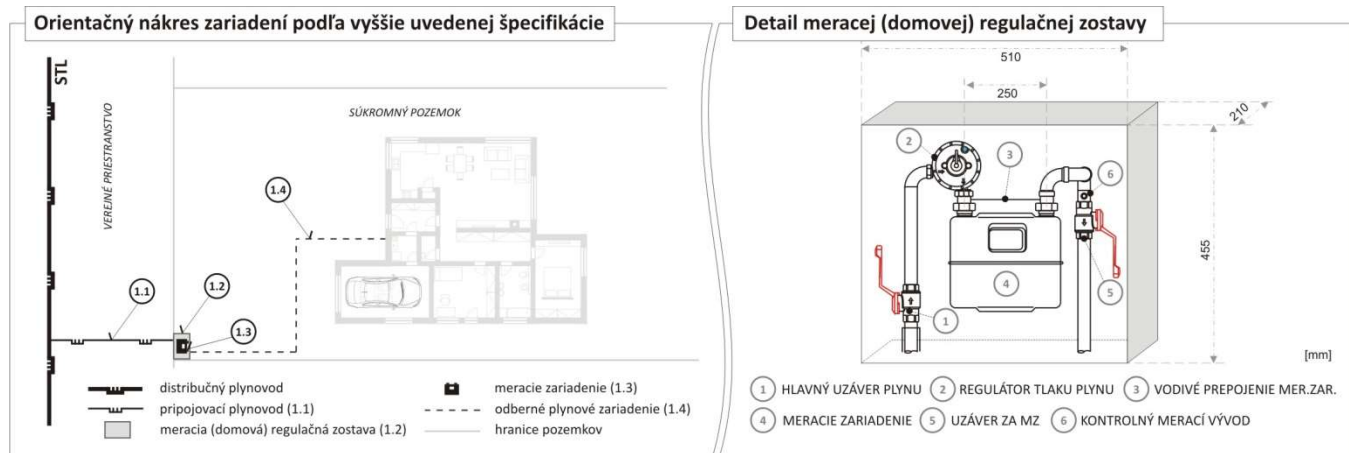 Orientačný nákres zariadení podľa vyššie uvedenej špecifikácie
STL
VEREJNÉ PRIESTRANSTVO
SÚKROMNÝ POZEMOK
1.4
1.1
1.2
1.3
distribučný plynovod
pripojovací plynovod (1.1)
meracia (domová) regulačná zostava (1.2)
meracie zariadenie (1.3)
odberné plynové zariadenie (1.4)
hranice pozemkov
Detail meracej (domovej) regulačnej zostavy
510
250
210
2
3
6
455
4
5
1
[mm]
1 HLAVNÝ UZÁVER PLYNU 2 REGULÁTOR TLAKU PLYNU 3 VODIVÉ PREPOJENIE MER.ZAR.
4 MERACIE ZARIADENIE 5 UZÁVER ZA MZ 6 KONTROLNÝ MERACÍ VÝVOD